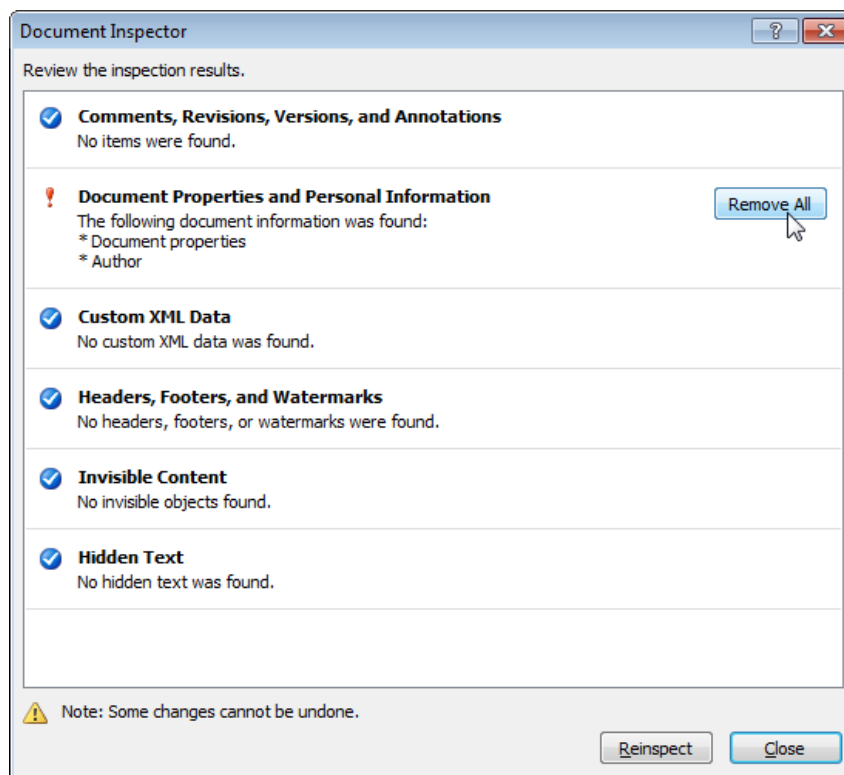 Document Inspector
Review the inspection results.
Comments, Revisions, Versions, and Annotations
No items were found.
Document Properties and Personal Information
Remove All
The following document information was found:
* Document properties
* Author
Custom XML Data
No custom XML data was found.
Headers, Footers, and Watermarks
No headers, footers, or watermarks were found.
Invisible Content
No invisible objects found.
Hidden Text
No hidden text was found.
Note: Some changes cannot be undone.
Reinspect Close